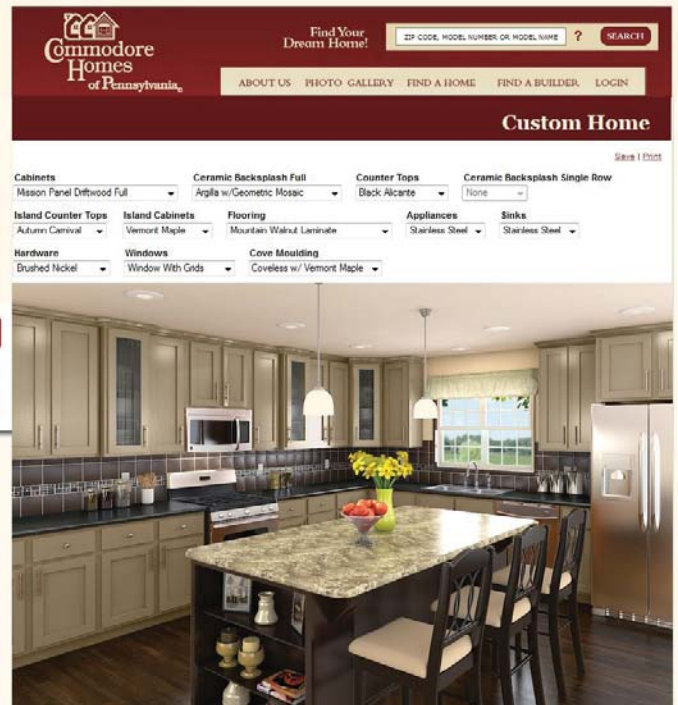 Commodore
Homes
of Pennsylvania
Find Your
Dream Home!
ZIP CODE, MODEL NUMBER OR MODEL NAME
?
SEARCH
ABOUT US PHOTO GALLERY FIND A HOME FIND A BUILDER LOGIN
Custom Home
Save | Print
Cabinets Ceramic Backsplash Full Counter Tops Ceramic Backsplash Single Row
Mission Panel Driftwood Full Argilla w/Geometric Mosaic Black Alicante None
Island Counter Tops Island Cabinets Flooring Appliances Sinks
Autumn Carnival Vermont Maple Mountain Walnut Laminate Stainless Steel Stainless Steel
Hardware Windows Cove Moulding
Brushed Nickel Window With Grids Coveless w/ Vermont Maple